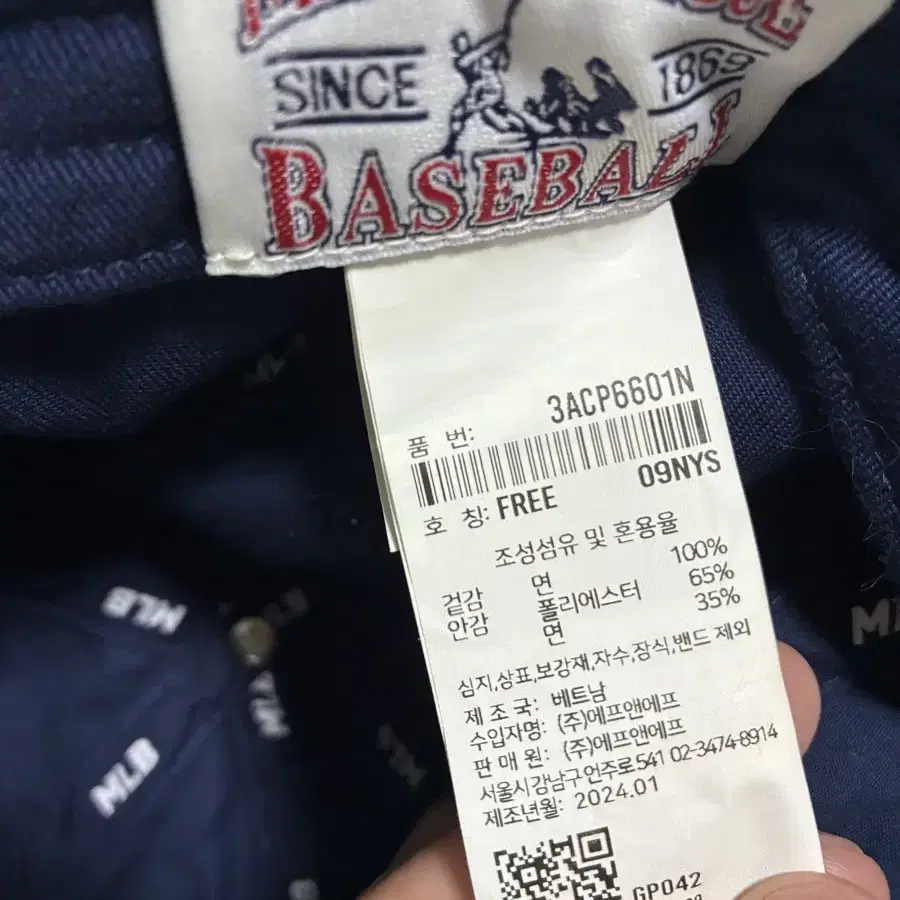 SINCE 1869
BASEBALL
품 번: 3ACP6601N
09NYS
호 칭: FREE
조성섬유 및 혼용율
겉감 면 100%
안감 폴리에스터 65%
면 35%
심지,상표,보강재,자수,장식,밴드 제외
제 조 국: 베트남
수입자명: (주)에프앤에프
판 매 원: (주)에프앤에프
서울시강남구언주로541 02-3474-8914
제조년월: 2024.01
GP042
MLB
MLB